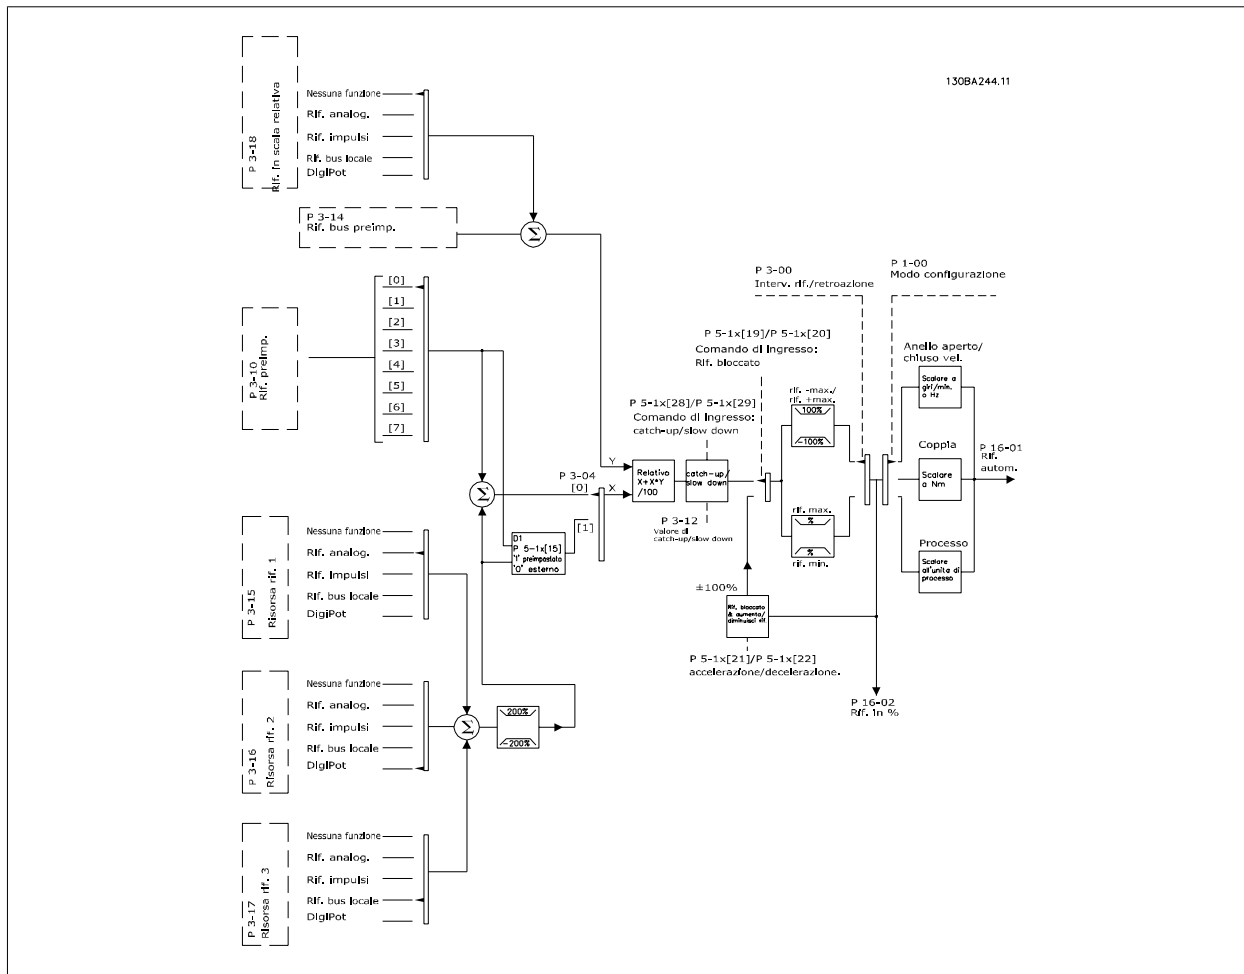 130BA244.11
P 3-18
Rif. in scala relativa
Nessuna funzione
Rif. analog.
Rif. impulsi
Rif. bus locale
DigiPot
P 3-14
Rif. bus preimp.
P 3-10
Rif. preimp.
[0]
[1]
[2]
[3]
[4]
[5]
[6]
[7]
P 3-15
Risorsa rif. 1
Nessuna funzione
Rif. analog.
Rif. impulsi
Rif. bus locale
DigiPot
P 3-16
Risorsa rif. 2
Nessuna funzione
Rif. analog.
Rif. impulsi
Rif. bus locale
DigiPot
P 3-17
Risorsa rif. 3
Nessuna funzione
Rif. analog.
Rif. impulsi
Rif. bus locale
DigiPot
Σ
Σ
Σ
200%
-200%
D1
P 5-1x[15]
'1' preimpostato
'0' esterno
P 3-04
[0]
[1]
Y
X
Relativo
X+X*Y
/100
P 5-1x[28]/P 5-1x[29]
Comando di ingresso:
catch-up/slow down
catch-up/
slow down
P 3-12
Valore di
catch-up/slow down
P 5-1x[19]/P 5-1x[20]
Comando di ingresso:
Rif. bloccato
±100%
Rif. bloccato
& aumento/
diminuisci rif.
P 5-1x[21]/P 5-1x[22]
accelerazione/decelerazione.
rif. -max./
rif. +max.
100%
-100%
rif. max.
%
%
rif. min.
P 3-00
Interv. rif./retroazione
P 1-00
Modo configurazione
Anello aperto/
chiuso vel.
Scalare a
giri/min.
o Hz
Coppia
Scalare
a Nm
Processo
Scalare
all'unita di
processo
P 16-01
Rif.
autom.
P 16-02
Rif. in %